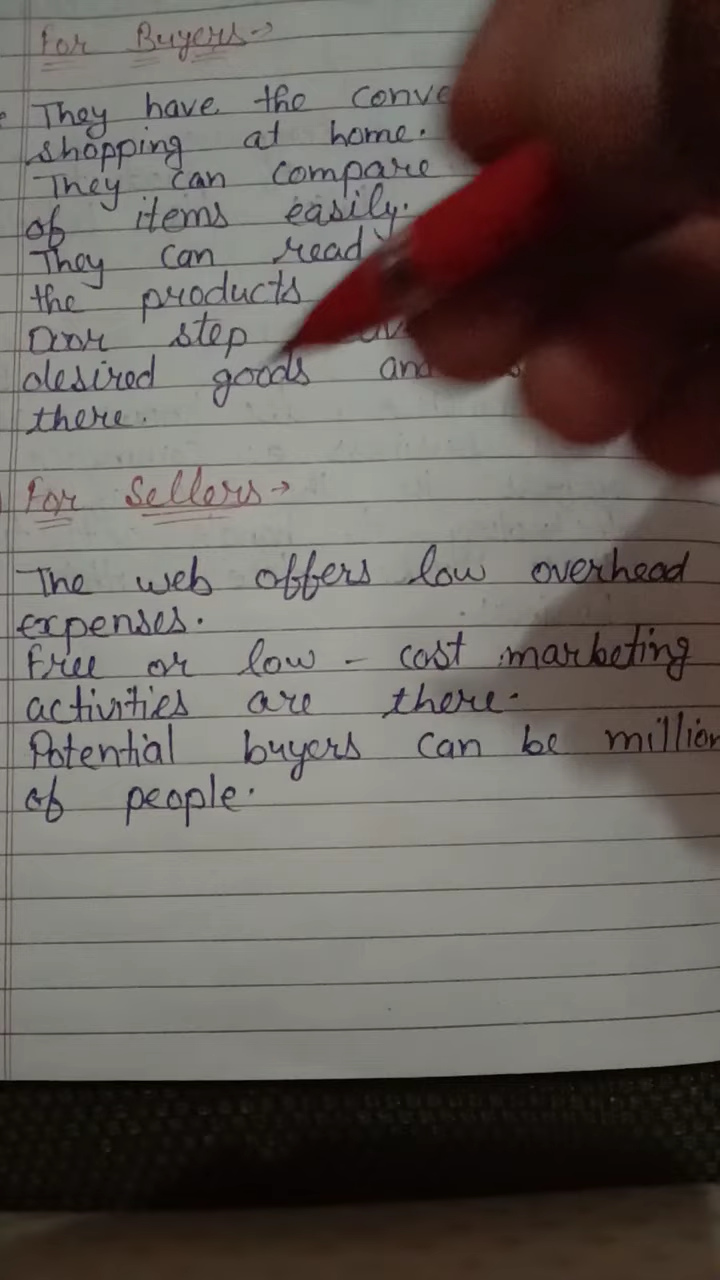 For Buyers →
They have the conve
shopping at home.
They can compare
of items easily.
They can read
the products
Door step
desired goods and
there.
For Sellers →
The web offers low overhead
expenses.
Free or low - cost marketing
activities are there.
Potential buyers can be million
of people.